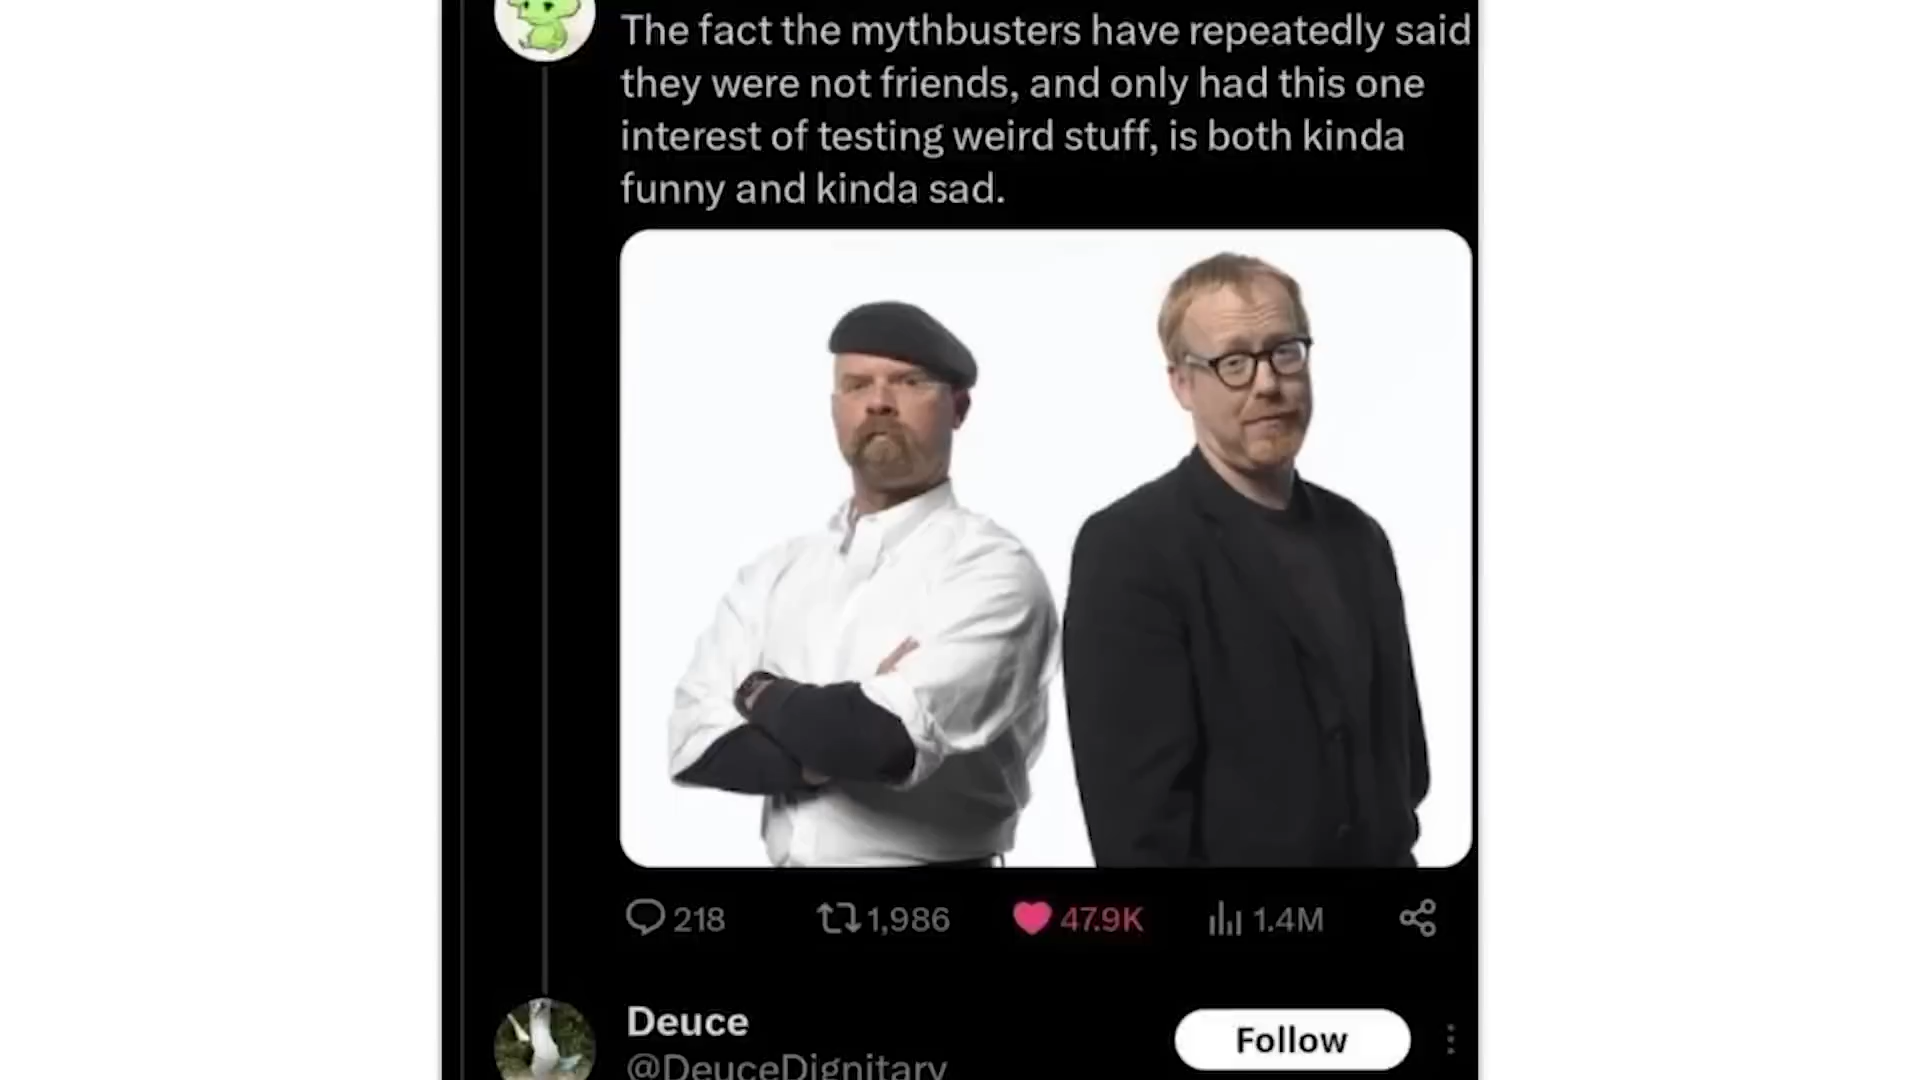 The fact the mythbusters have repeatedly said
they were not friends, and only had this one
interest of testing weird stuff, is both kinda
funny and kinda sad.
218 1,986 47.9K 1.4M
Deuce
Follow
@DeuceDignitary